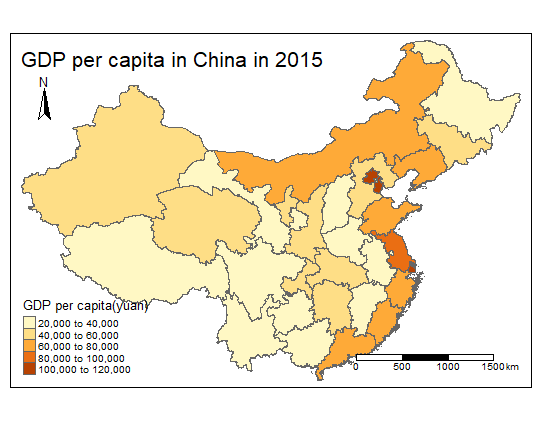 GDP per capita in China in 2015
N
GDP per capita(yuan)
20,000 to 40,000
40,000 to 60,000
60,000 to 80,000
80,000 to 100,000
100,000 to 120,000
0 500 1000 1500km